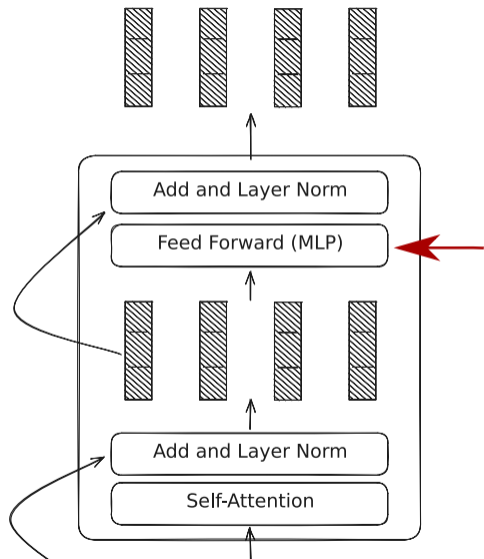 Add and Layer Norm
Feed Forward (MLP)
Add and Layer Norm
Self-Attention